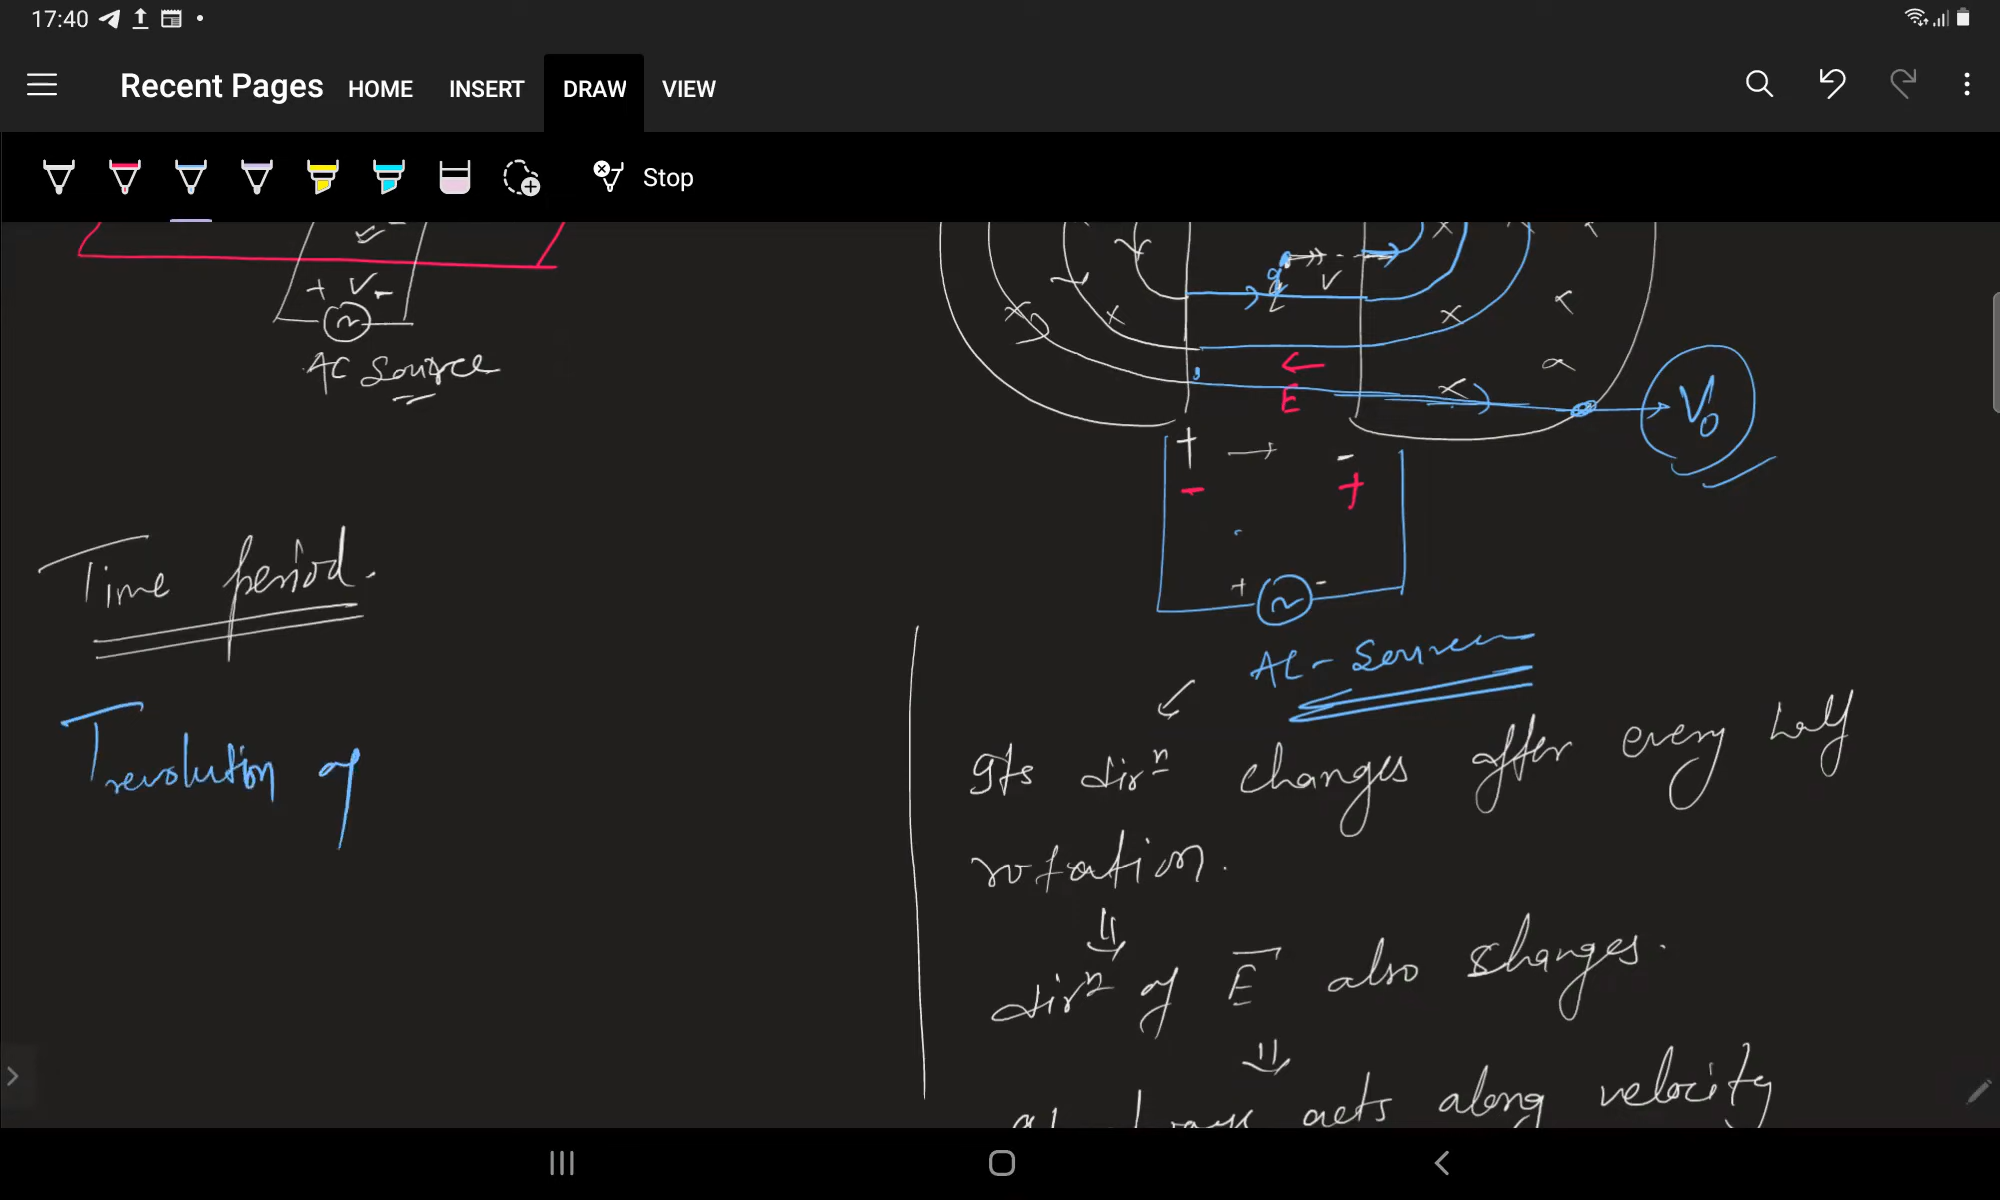 17:40
Recent Pages HOME INSERT DRAW VIEW
Stop
+ V -
AC Source
q
V
E
V0
+ → -
- +
+ -
AC - Source
Time period.
Trevolution of
Its dirn changes after every half
rotation.
⇓
dirn of E also changes.
⇓
acts along velocity